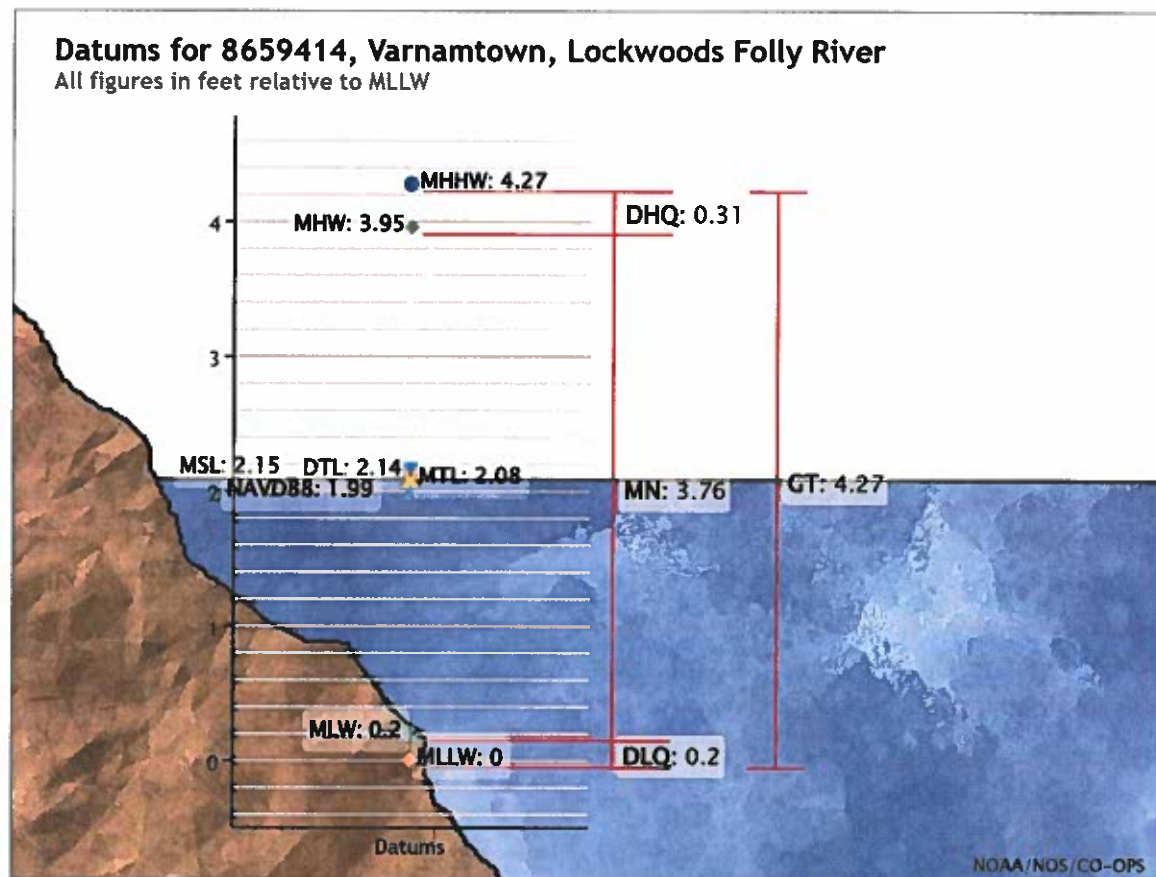 Datums for 8659414, Varnamtown, Lockwoods Folly River
All figures in feet relative to MLLW
MHHW: 4.27
DHQ: 0.31
MHW: 3.95
4
3
MSL: 2.15
DTL: 2.14
MTL: 2.08
2
NAVD88: 1.99
MN: 3.76
GT: 4.27
1
MLW: 0.2
0
MLLW: 0
DLQ: 0.2
Datums
NOAA/NOS/CO-OPS